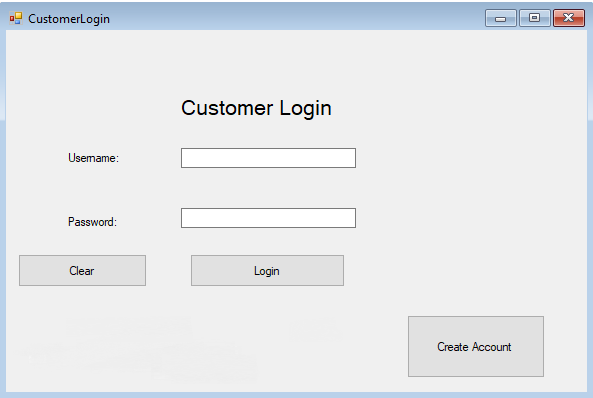 CustomerLogin
Customer Login
Username:
Password:
Clear
Login
Create Account